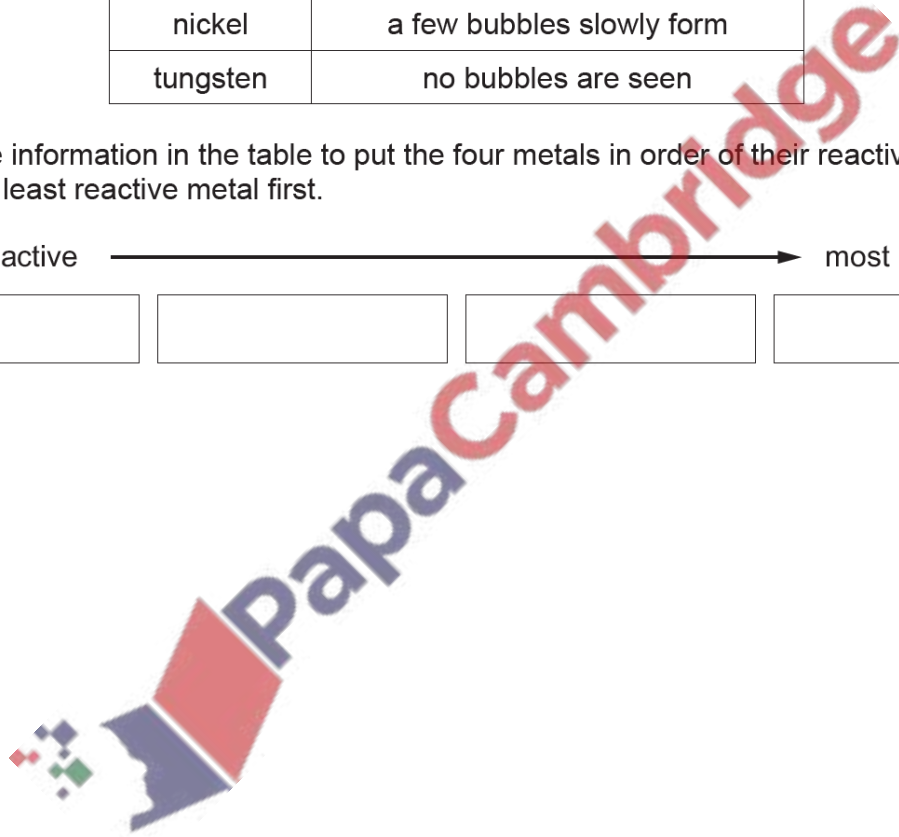 nickel a few bubbles slowly form
tungsten no bubbles are seen
information in the table to put the four metals in order of their
least reactive metal first.
active most
PapaCambridge